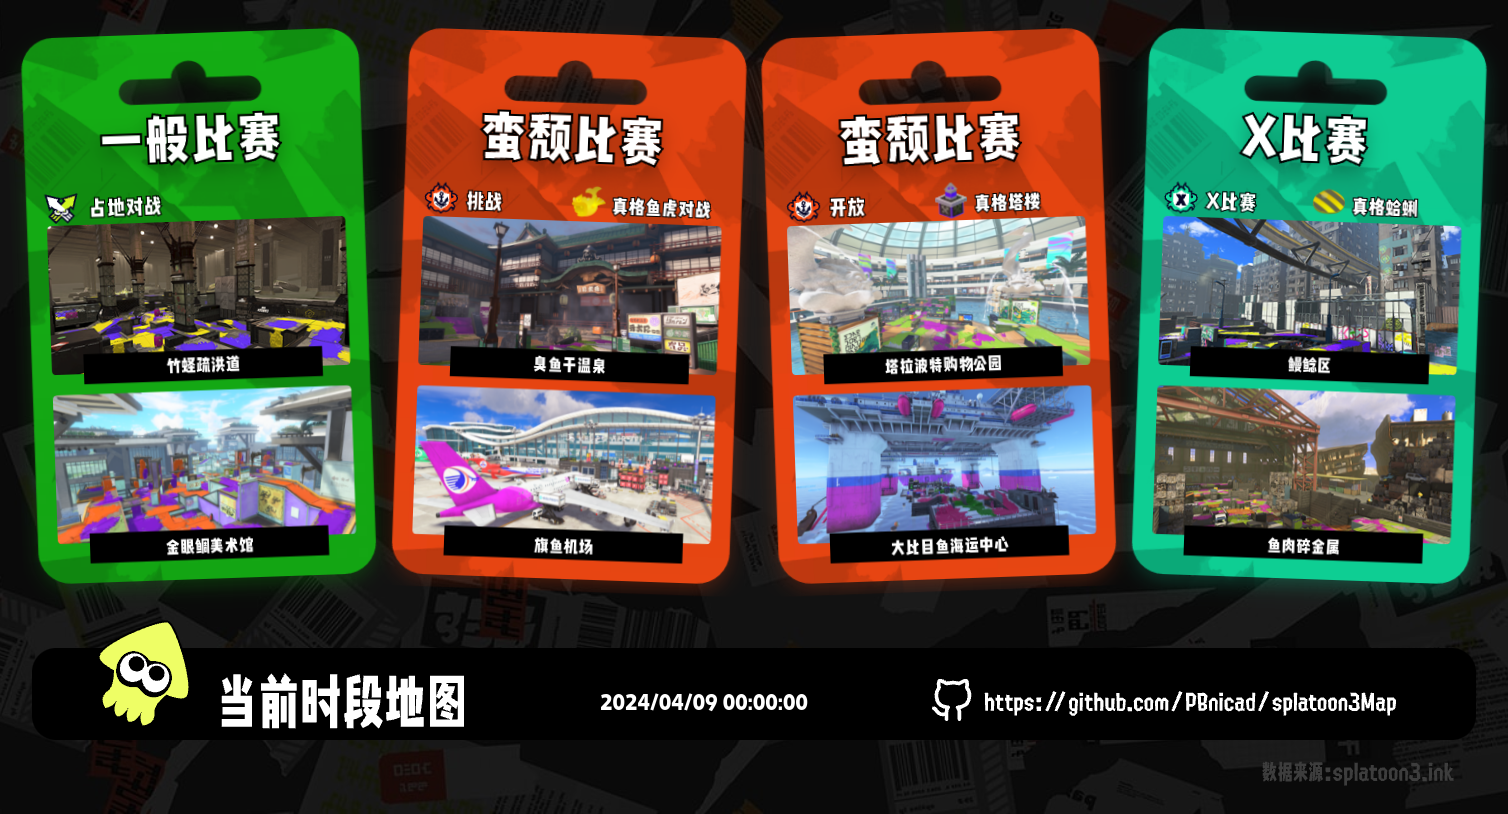 一般比赛
占地对战
竹蛏疏洪道
金眼鲷美术馆
蛮颓比赛
挑战
真格鱼虎对战
臭鱼干温泉
旗鱼机场
蛮颓比赛
开放
真格塔楼
塔拉波特购物公园
大比目鱼海运中心
X比赛
X比赛
真格蛤蜊
鳗鲶区
鱼肉碎金属
当前时段地图
2024/04/09 00:00:00
https://github.com/PBnicad/splatoon3Map
数据来源:splatoon3.ink